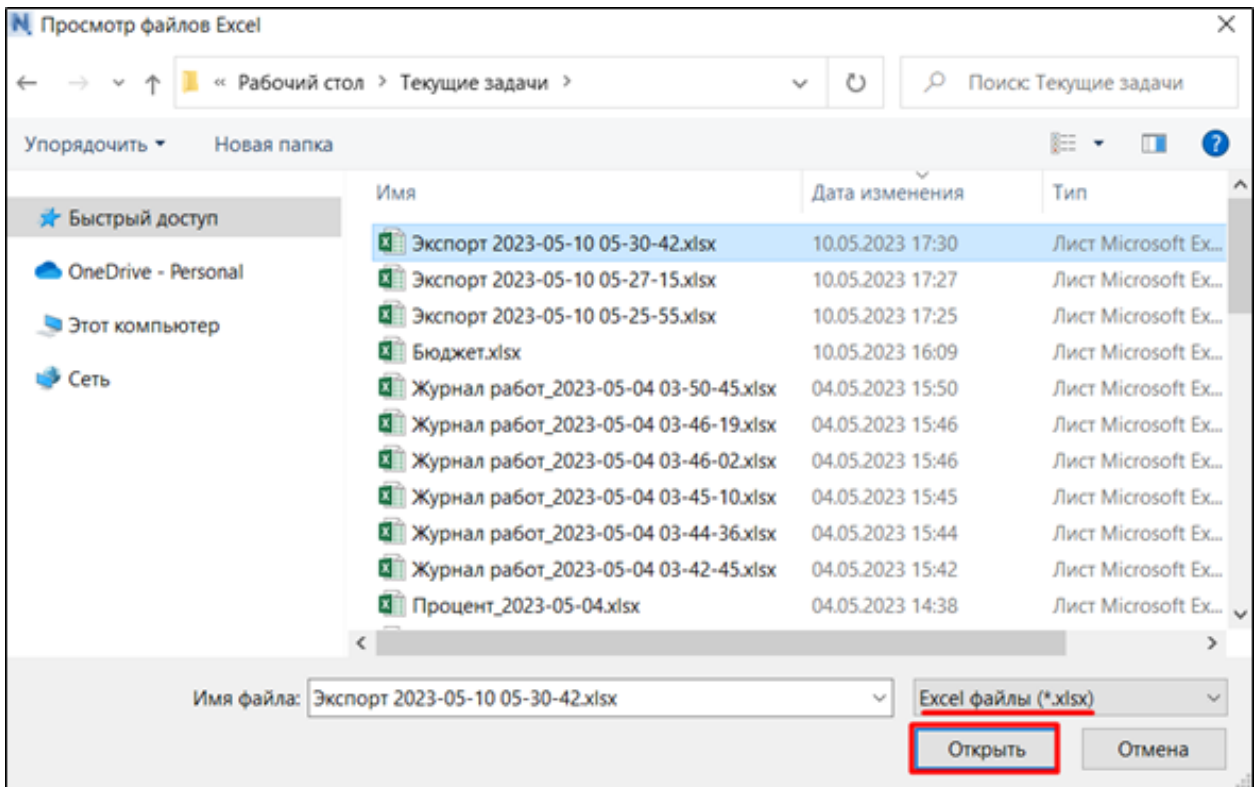 Просмотр файлов Excel
« Рабочий стол > Текущие задачи >
Поиск: Текущие задачи
Упорядочить
Новая папка
Быстрый доступ
OneDrive - Personal
Этот компьютер
Сеть
Имя Дата изменения Тип
Экспорт 2023-05-10 05-30-42.xlsx 10.05.2023 17:30 Лист Microsoft Ex...
Экспорт 2023-05-10 05-27-15.xlsx 10.05.2023 17:27 Лист Microsoft Ex...
Экспорт 2023-05-10 05-25-55.xlsx 10.05.2023 17:25 Лист Microsoft Ex...
Бюджет.xlsx 10.05.2023 16:09 Лист Microsoft Ex...
Журнал работ_2023-05-04 03-50-45.xlsx 04.05.2023 15:50 Лист Microsoft Ex...
Журнал работ_2023-05-04 03-46-19.xlsx 04.05.2023 15:46 Лист Microsoft Ex...
Журнал работ_2023-05-04 03-46-02.xlsx 04.05.2023 15:46 Лист Microsoft Ex...
Журнал работ_2023-05-04 03-45-10.xlsx 04.05.2023 15:45 Лист Microsoft Ex...
Журнал работ_2023-05-04 03-44-36.xlsx 04.05.2023 15:44 Лист Microsoft Ex...
Журнал работ_2023-05-04 03-42-45.xlsx 04.05.2023 15:42 Лист Microsoft Ex...
Процент_2023-05-04.xlsx 04.05.2023 14:38 Лист Microsoft Ex...
Имя файла: Экспорт 2023-05-10 05-30-42.xlsx
Excel файлы (*.xlsx)
Открыть
Отмена